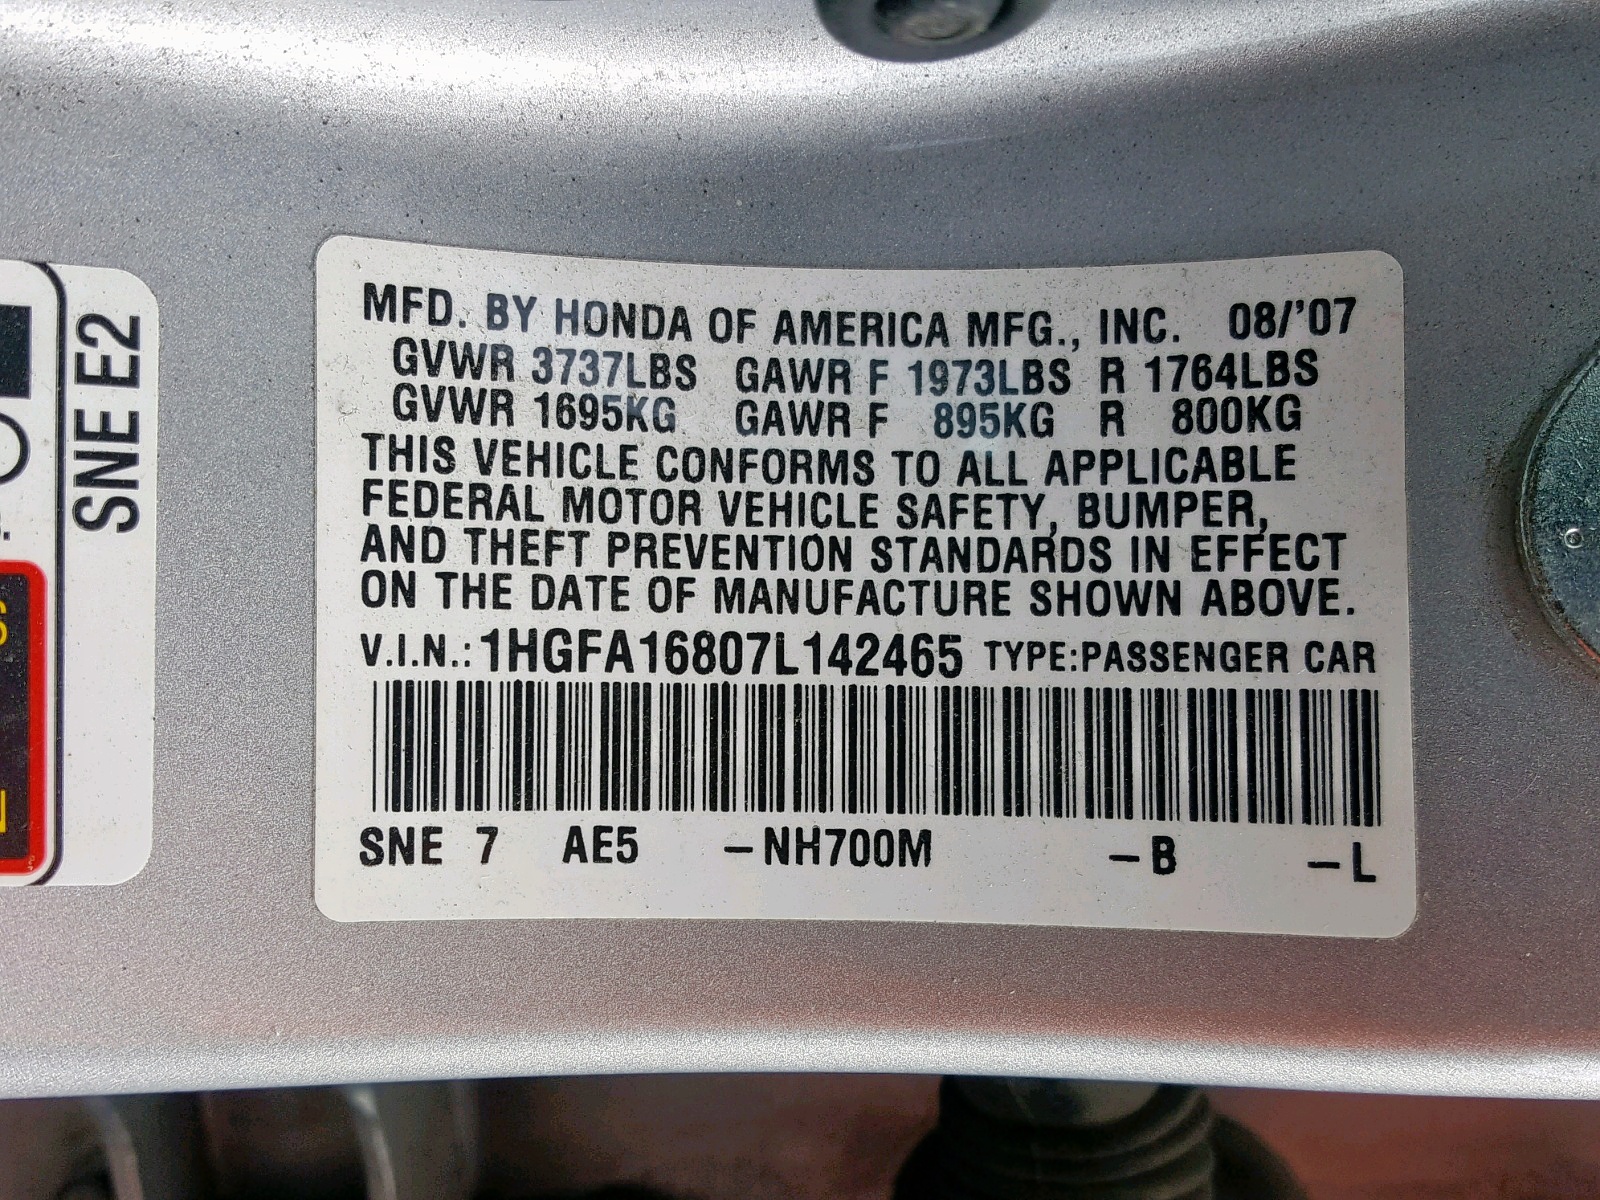 SNE E2
MFD. BY HONDA OF AMERICA MFG., INC. 08/'07
GVWR 3737LBS GAWR F 1973LBS R 1764LBS
GVWR 1695KG GAWR F 895KG R 800KG
THIS VEHICLE CONFORMS TO ALL APPLICABLE
FEDERAL MOTOR VEHICLE SAFETY, BUMPER,
AND THEFT PREVENTION STANDARDS IN EFFECT
ON THE DATE OF MANUFACTURE SHOWN ABOVE.
V.I.N.: 1HGFA16807L142465 TYPE:PASSENGER CAR
SNE 7 AE5 -NH700M -B -L